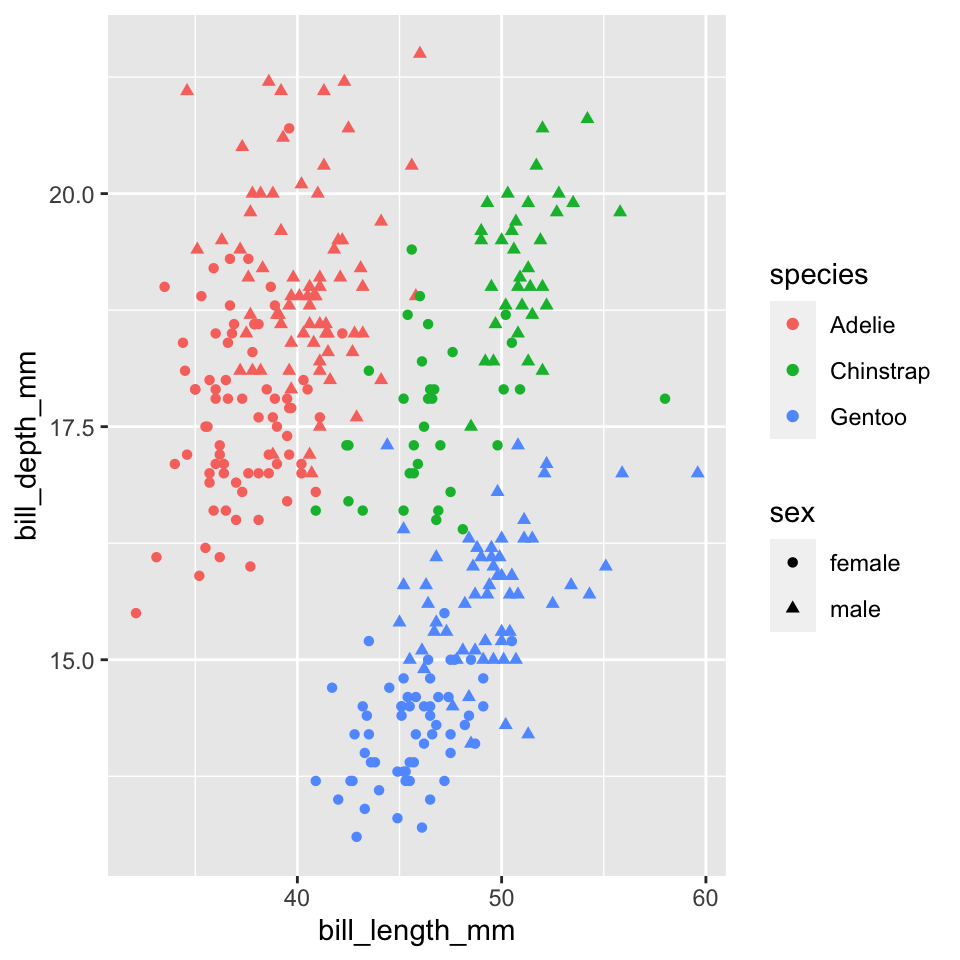 bill_depth_mm
20.0
17.5
15.0
40
50
60
bill_length_mm
species
Adelie
Chinstrap
Gentoo
sex
female
male